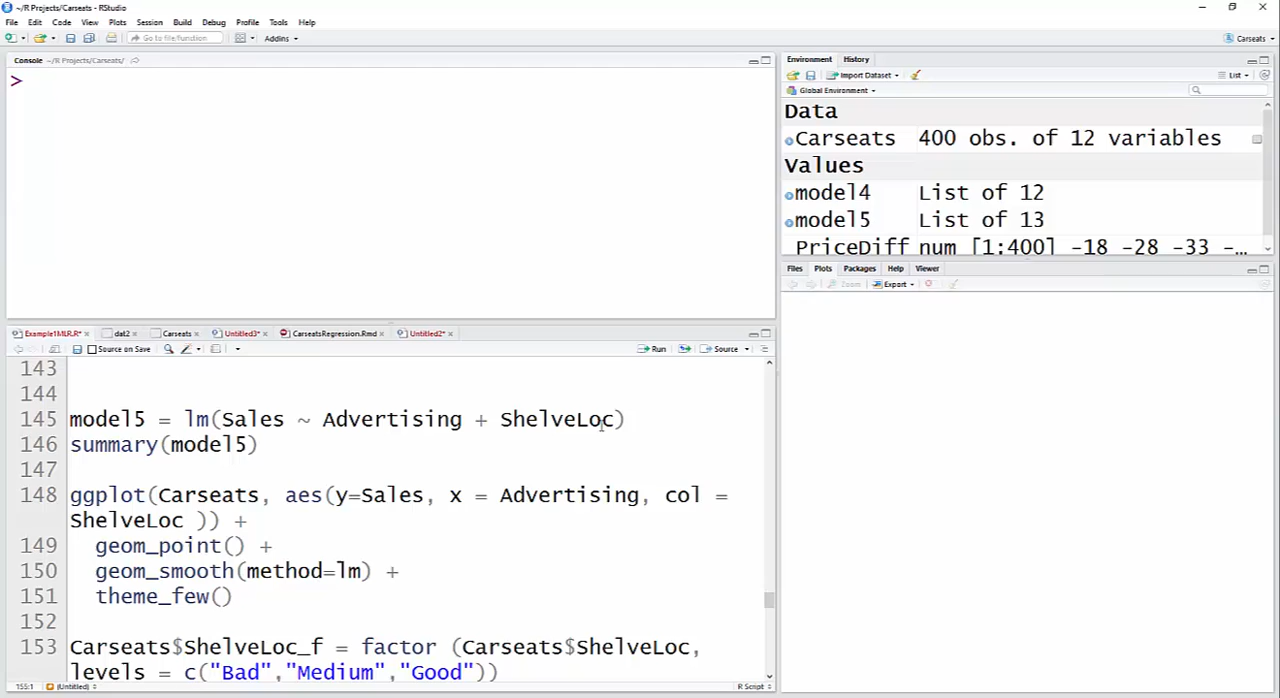 ~/R Projects/Carseats - RStudio
File Edit Code View Plots Session Build Debug Profile Tools Help
Go to file/function Addins Carseats
Console ~/R Projects/Carseats/
>
Environment History
Import Dataset List
Global Environment
Data
Carseats 400 obs. of 12 variables
Values
model4 List of 12
model5 List of 13
PriceDiff num [1:400] -18 -28 -33 -...
Files Plots Packages Help Viewer
Zoom Export
Example1MLR.R* dat2 Carseats Untitled3* CarseatsRegression.Rmd Untitled2*
Source on Save Run Source
143
144
145 model5 = lm(Sales ~ Advertising + ShelveLoc)
146 summary(model5)
147
148 ggplot(Carseats, aes(y=Sales, x = Advertising, col =
ShelveLoc )) +
149 geom_point() +
150 geom_smooth(method=lm) +
151 theme_few()
152
153 Carseats$ShelveLoc_f = factor (Carseats$ShelveLoc,
levels = c("Bad","Medium","Good"))
155:1 (Untitled) R Script